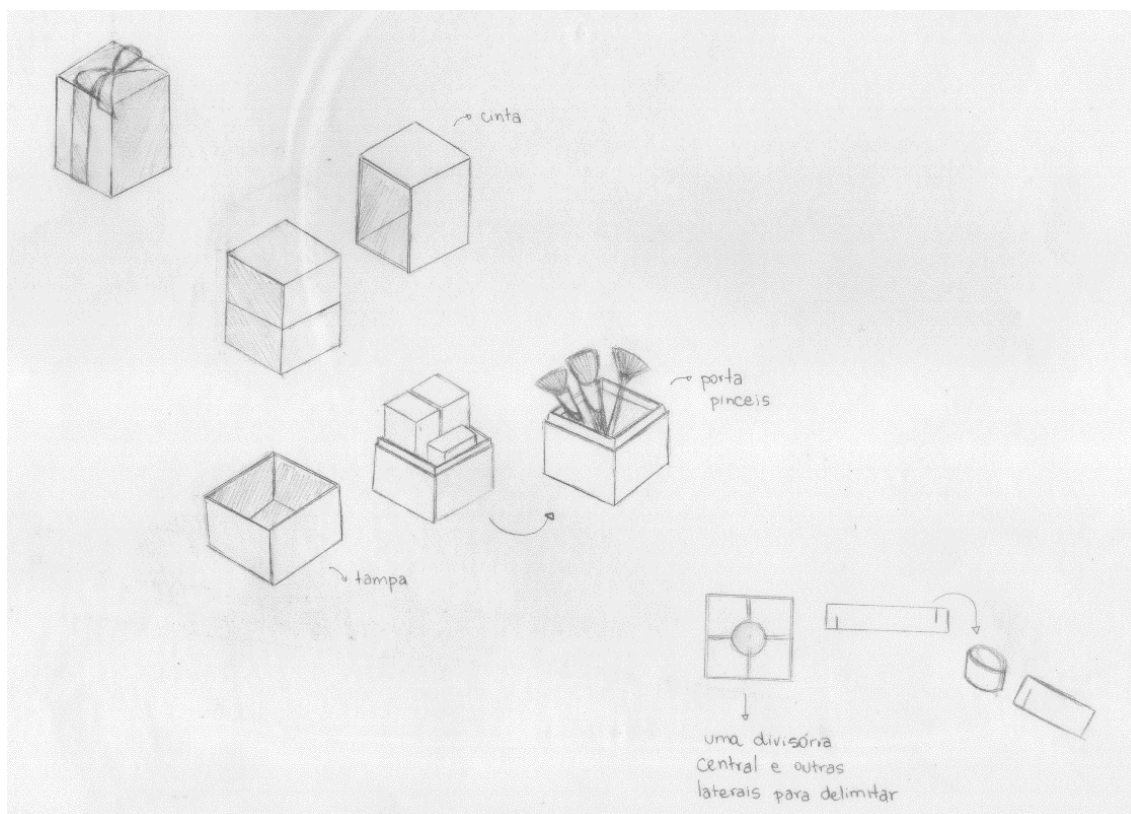 cinta
porta
pinceis
tampa
uma divisória
central e outras
laterais para delimitar